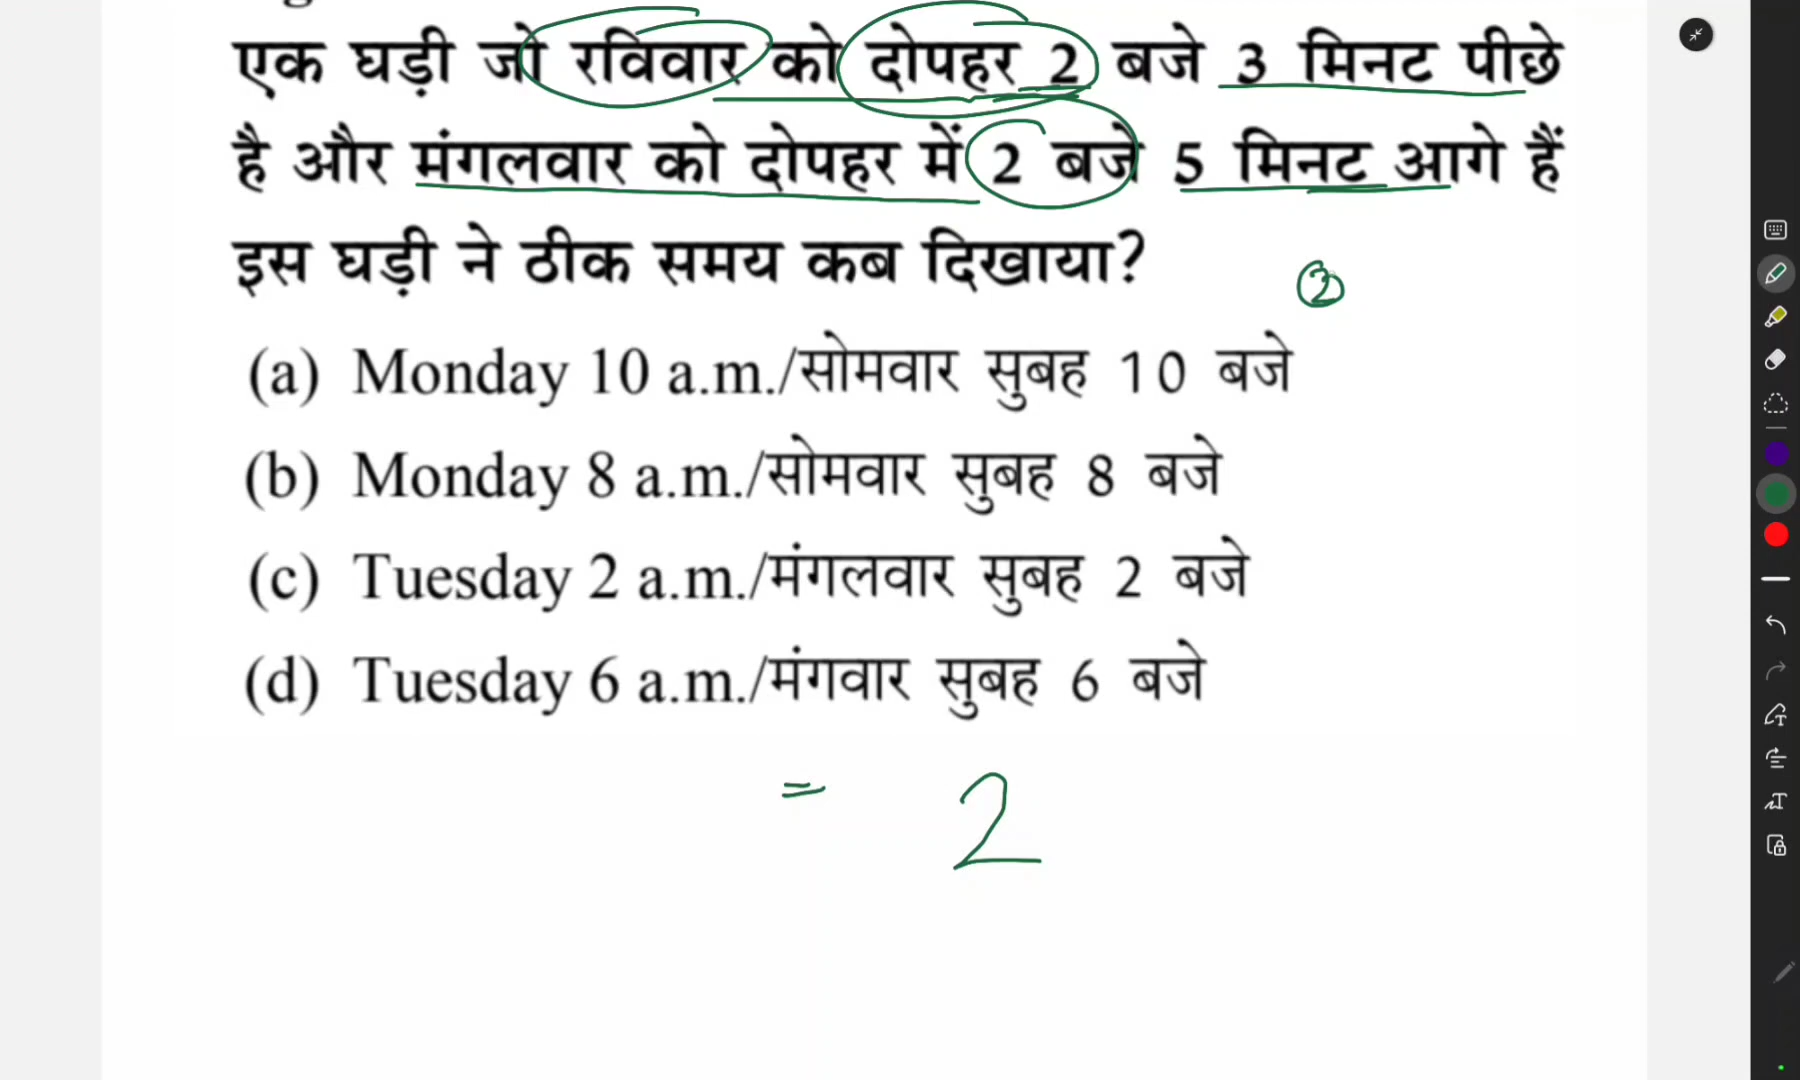 एक घड़ी जो रविवार को दोपहर 2 बजे 3 मिनट पीछे
है और मंगलवार को दोपहर में 2 बजे 5 मिनट आगे हैं
इस घड़ी ने ठीक समय कब दिखाया?
2
(a) Monday 10 a.m./सोमवार सुबह 10 बजे
(b) Monday 8 a.m./सोमवार सुबह 8 बजे
(c) Tuesday 2 a.m./मंगलवार सुबह 2 बजे
(d) Tuesday 6 a.m./मंगवार सुबह 6 बजे
= 2